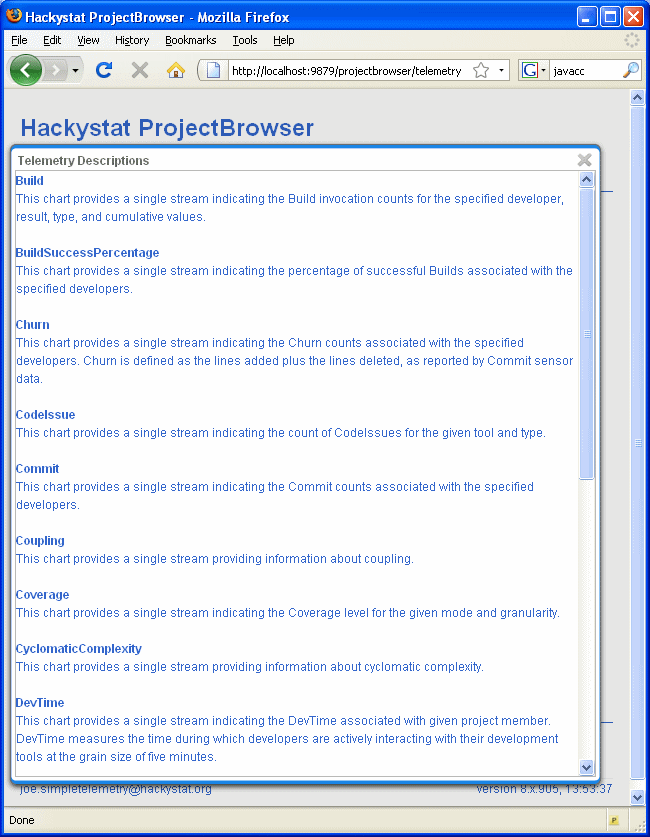 Hackystat ProjectBrowser - Mozilla Firefox
File Edit View History Bookmarks Tools Help
http://localhost:9879/projectbrowser/telemetry G javacc
Hackystat ProjectBrowser
Telemetry Descriptions
Build
This chart provides a single stream indicating the Build invocation counts for the specified developer,
result, type, and cumulative values.
BuildSuccessPercentage
This chart provides a single stream indicating the percentage of successful Builds associated with the
specified developers.
Churn
This chart provides a single stream indicating the Churn counts associated with the specified
developers. Churn is defined as the lines added plus the lines deleted, as reported by Commit sensor
data.
CodeIssue
This chart provides a single stream indicating the count of CodeIssues for the given tool and type.
Commit
This chart provides a single stream indicating the Commit counts associated with the specified
developers.
Coupling
This chart provides a single stream providing information about coupling.
Coverage
This chart provides a single stream indicating the Coverage level for the given mode and granularity.
CyclomaticComplexity
This chart provides a single stream providing information about cyclomatic complexity.
DevTime
This chart provides a single stream indicating the DevTime associated with given project member.
DevTime measures the time during which developers are actively interacting with their development
tools at the grain size of five minutes.
joe.simpletelemetry@hackystat.org version 8.x.905, 13:53:37
Done P